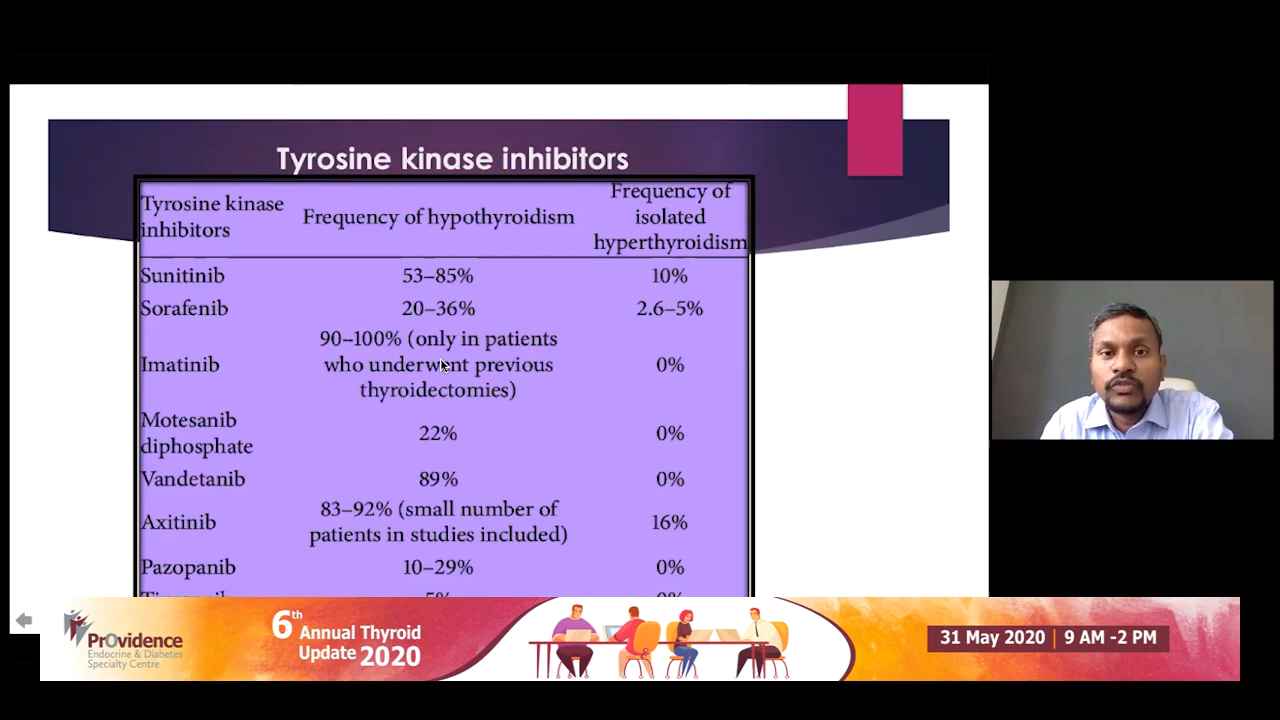 Tyrosine kinase inhibitors
Tyrosine kinase
inhibitors
Frequency of hypothyroidism
Frequency of
isolated
hyperthyroidism
Sunitinib 53–85% 10%
Sorafenib 20–36% 2.6–5%
Imatinib
90–100% (only in patients
who underwent previous
thyroidectomies)
0%
Motesanib
diphosphate
22% 0%
Vandetanib 89% 0%
Axitinib
83–92% (small number of
patients in studies included)
16%
Pazopanib 10–29% 0%
PrOvidence
Endocrine & Diabetes
Specialty Centre
6th Annual Thyroid
Update 2020
31 May 2020 | 9 AM -2 PM